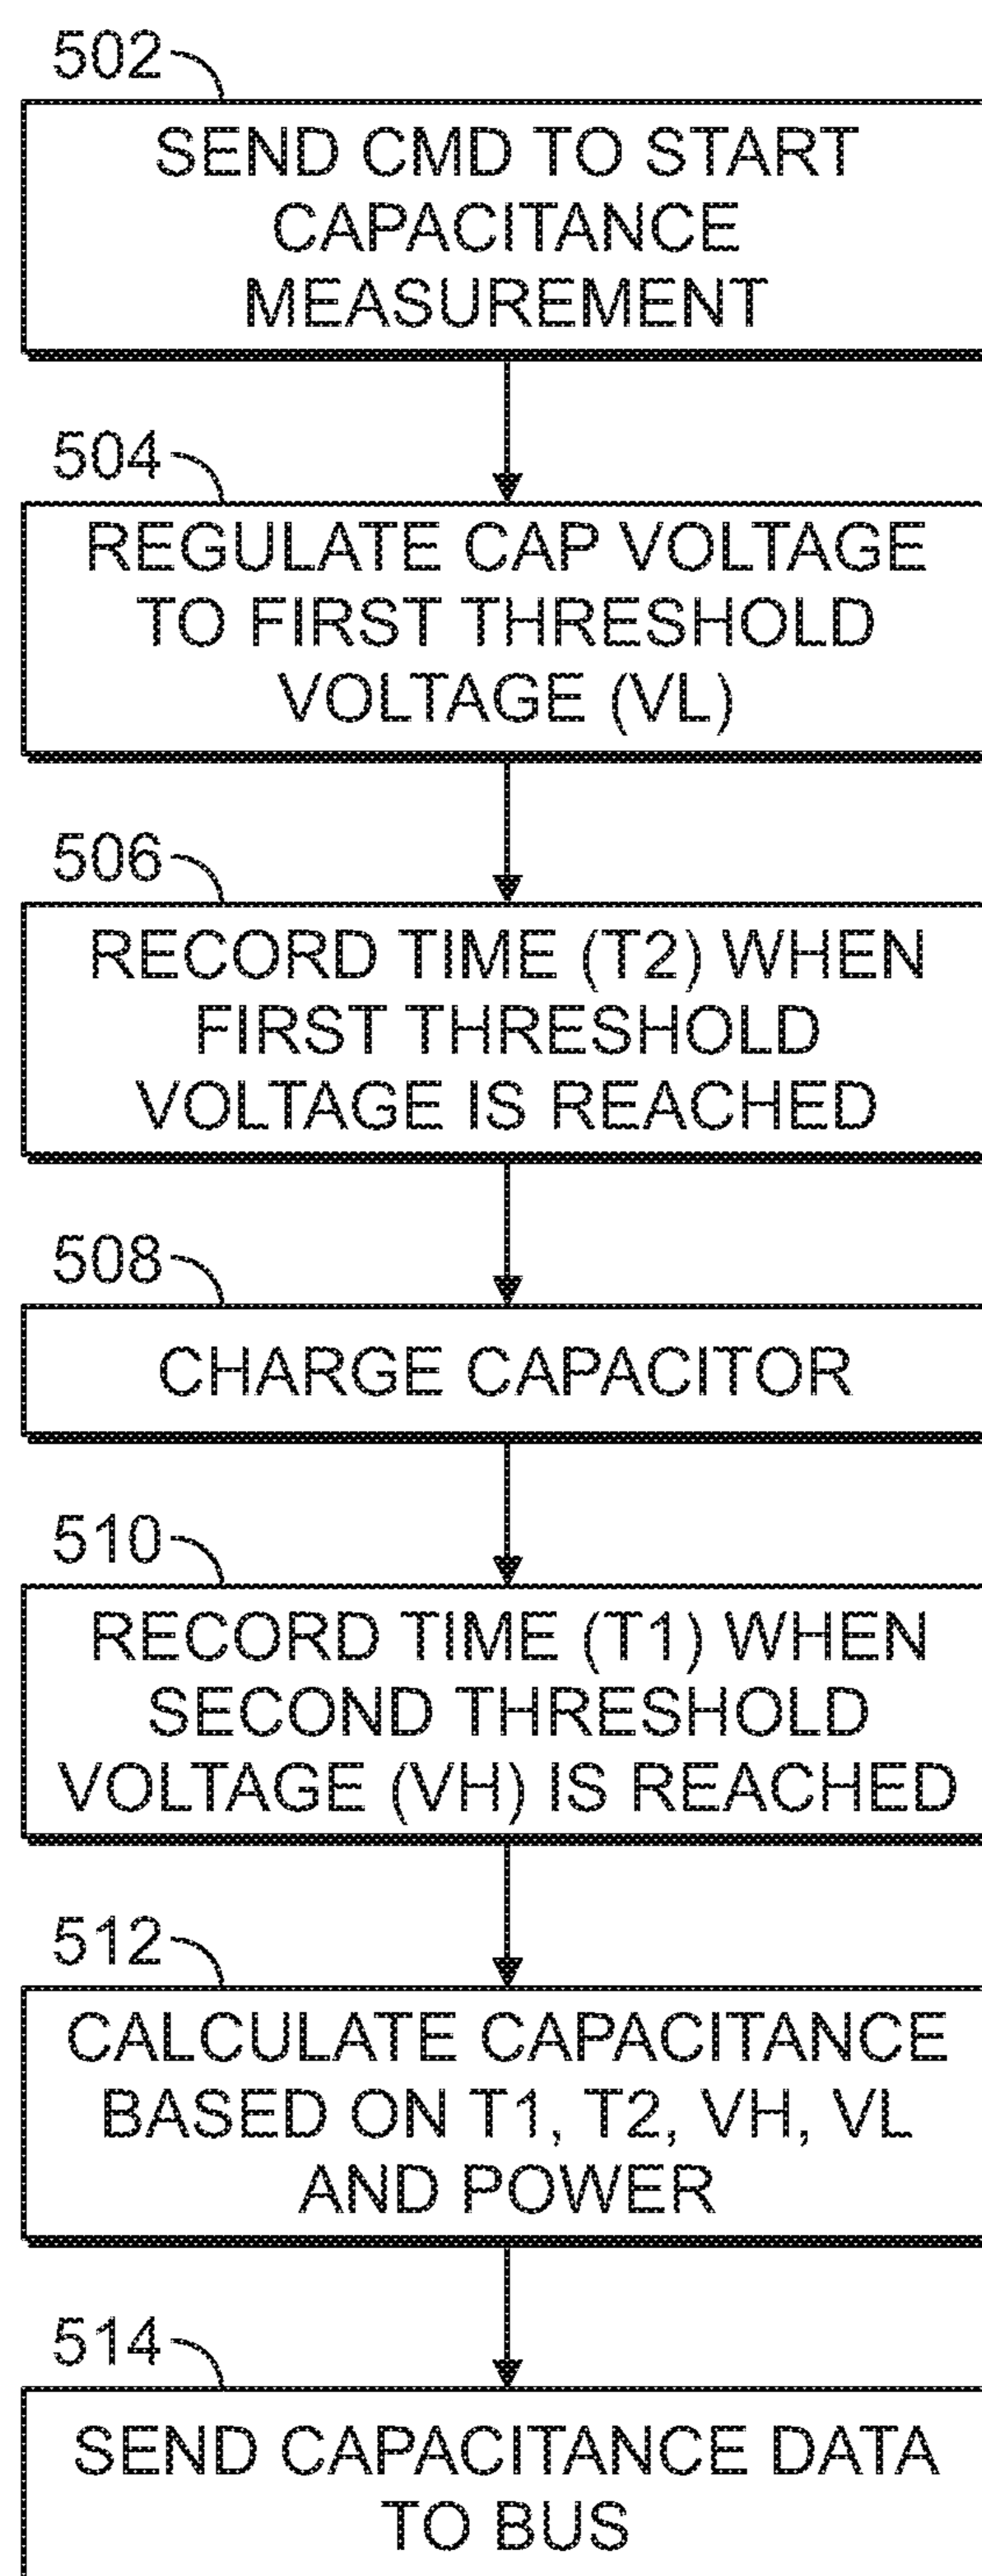 502
SEND CMD TO START
CAPACITANCE
MEASUREMENT
504
REGULATE CAP VOLTAGE
TO FIRST THRESHOLD
VOLTAGE (VL)
506
RECORD TIME (T2) WHEN
FIRST THRESHOLD
VOLTAGE IS REACHED
508
CHARGE CAPACITOR
510
RECORD TIME (T1) WHEN
SECOND THRESHOLD
VOLTAGE (VH) IS REACHED
512
CALCULATE CAPACITANCE
BASED ON T1, T2, VH, VL
AND POWER
514
SEND CAPACITANCE DATA
TO BUS